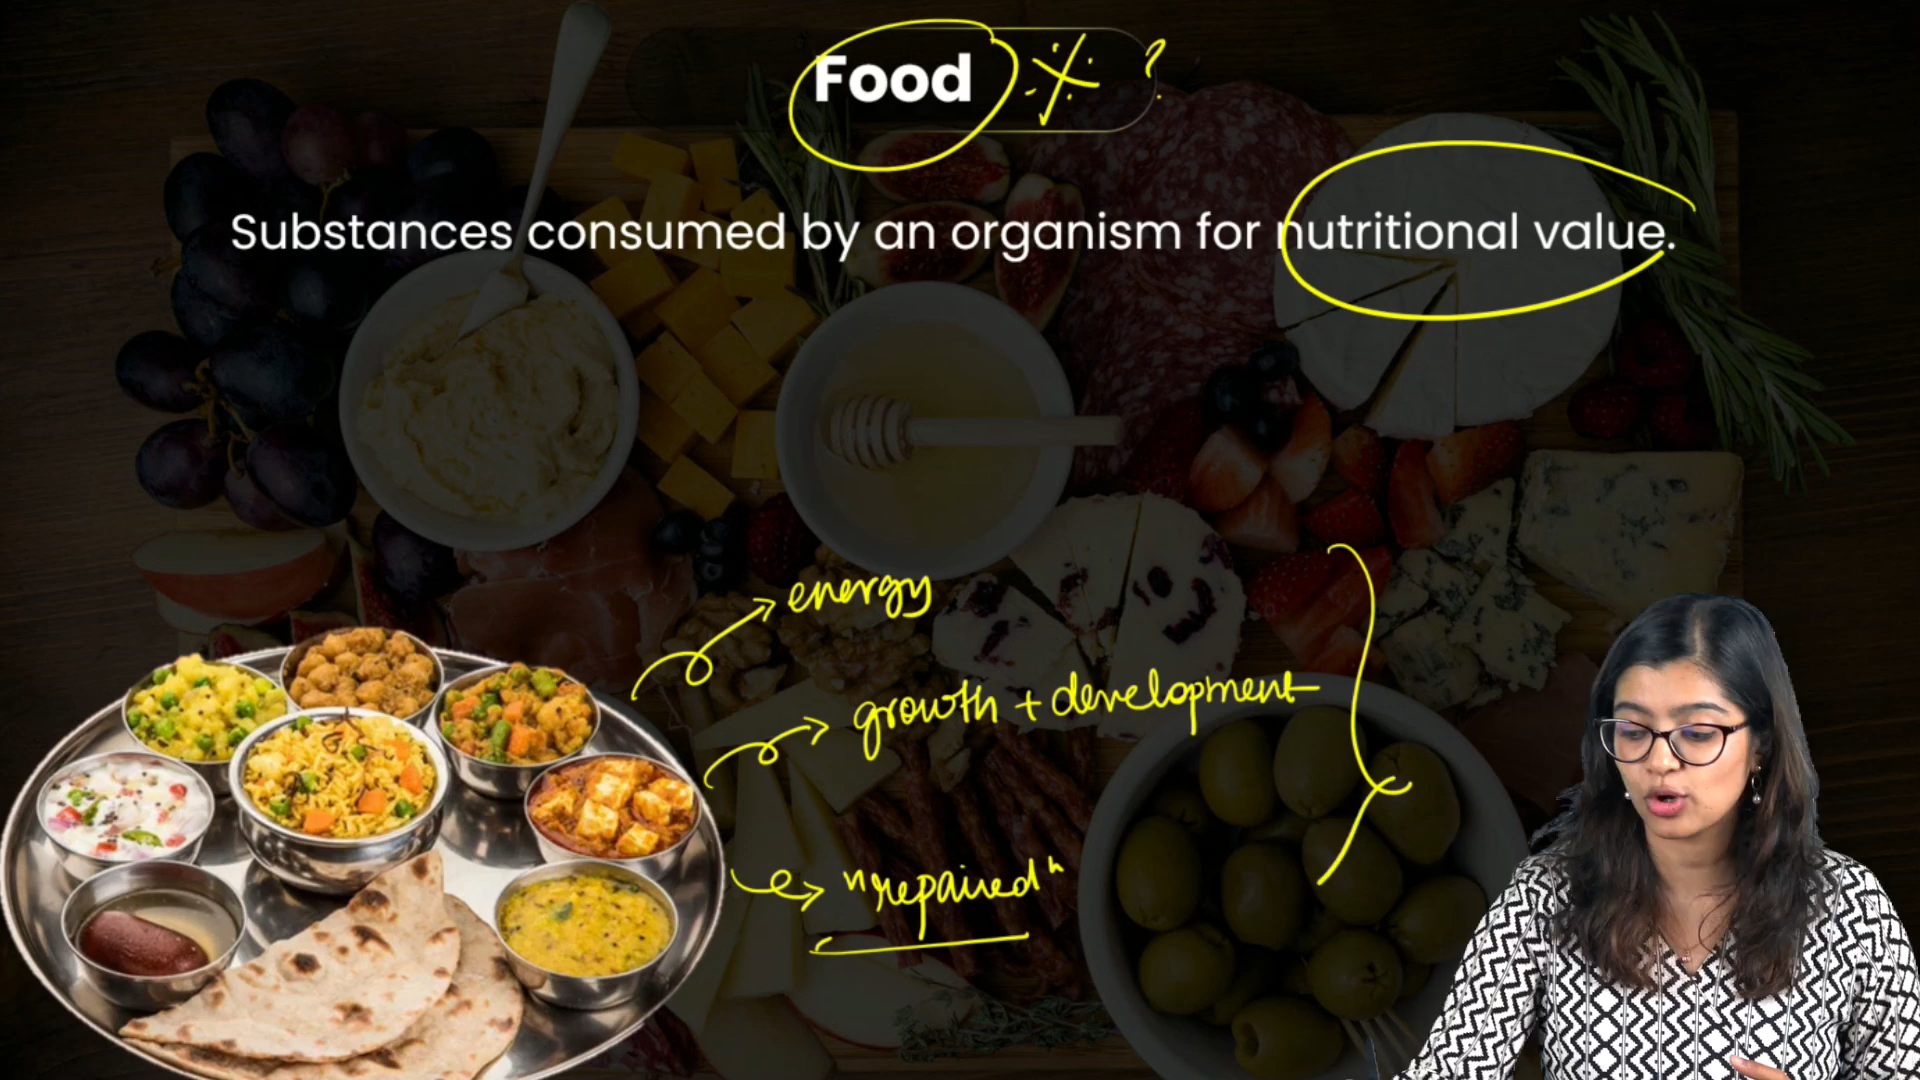 Food ?
Substances consumed by an organism for nutritional value.
energy
growth + development
"repaired"